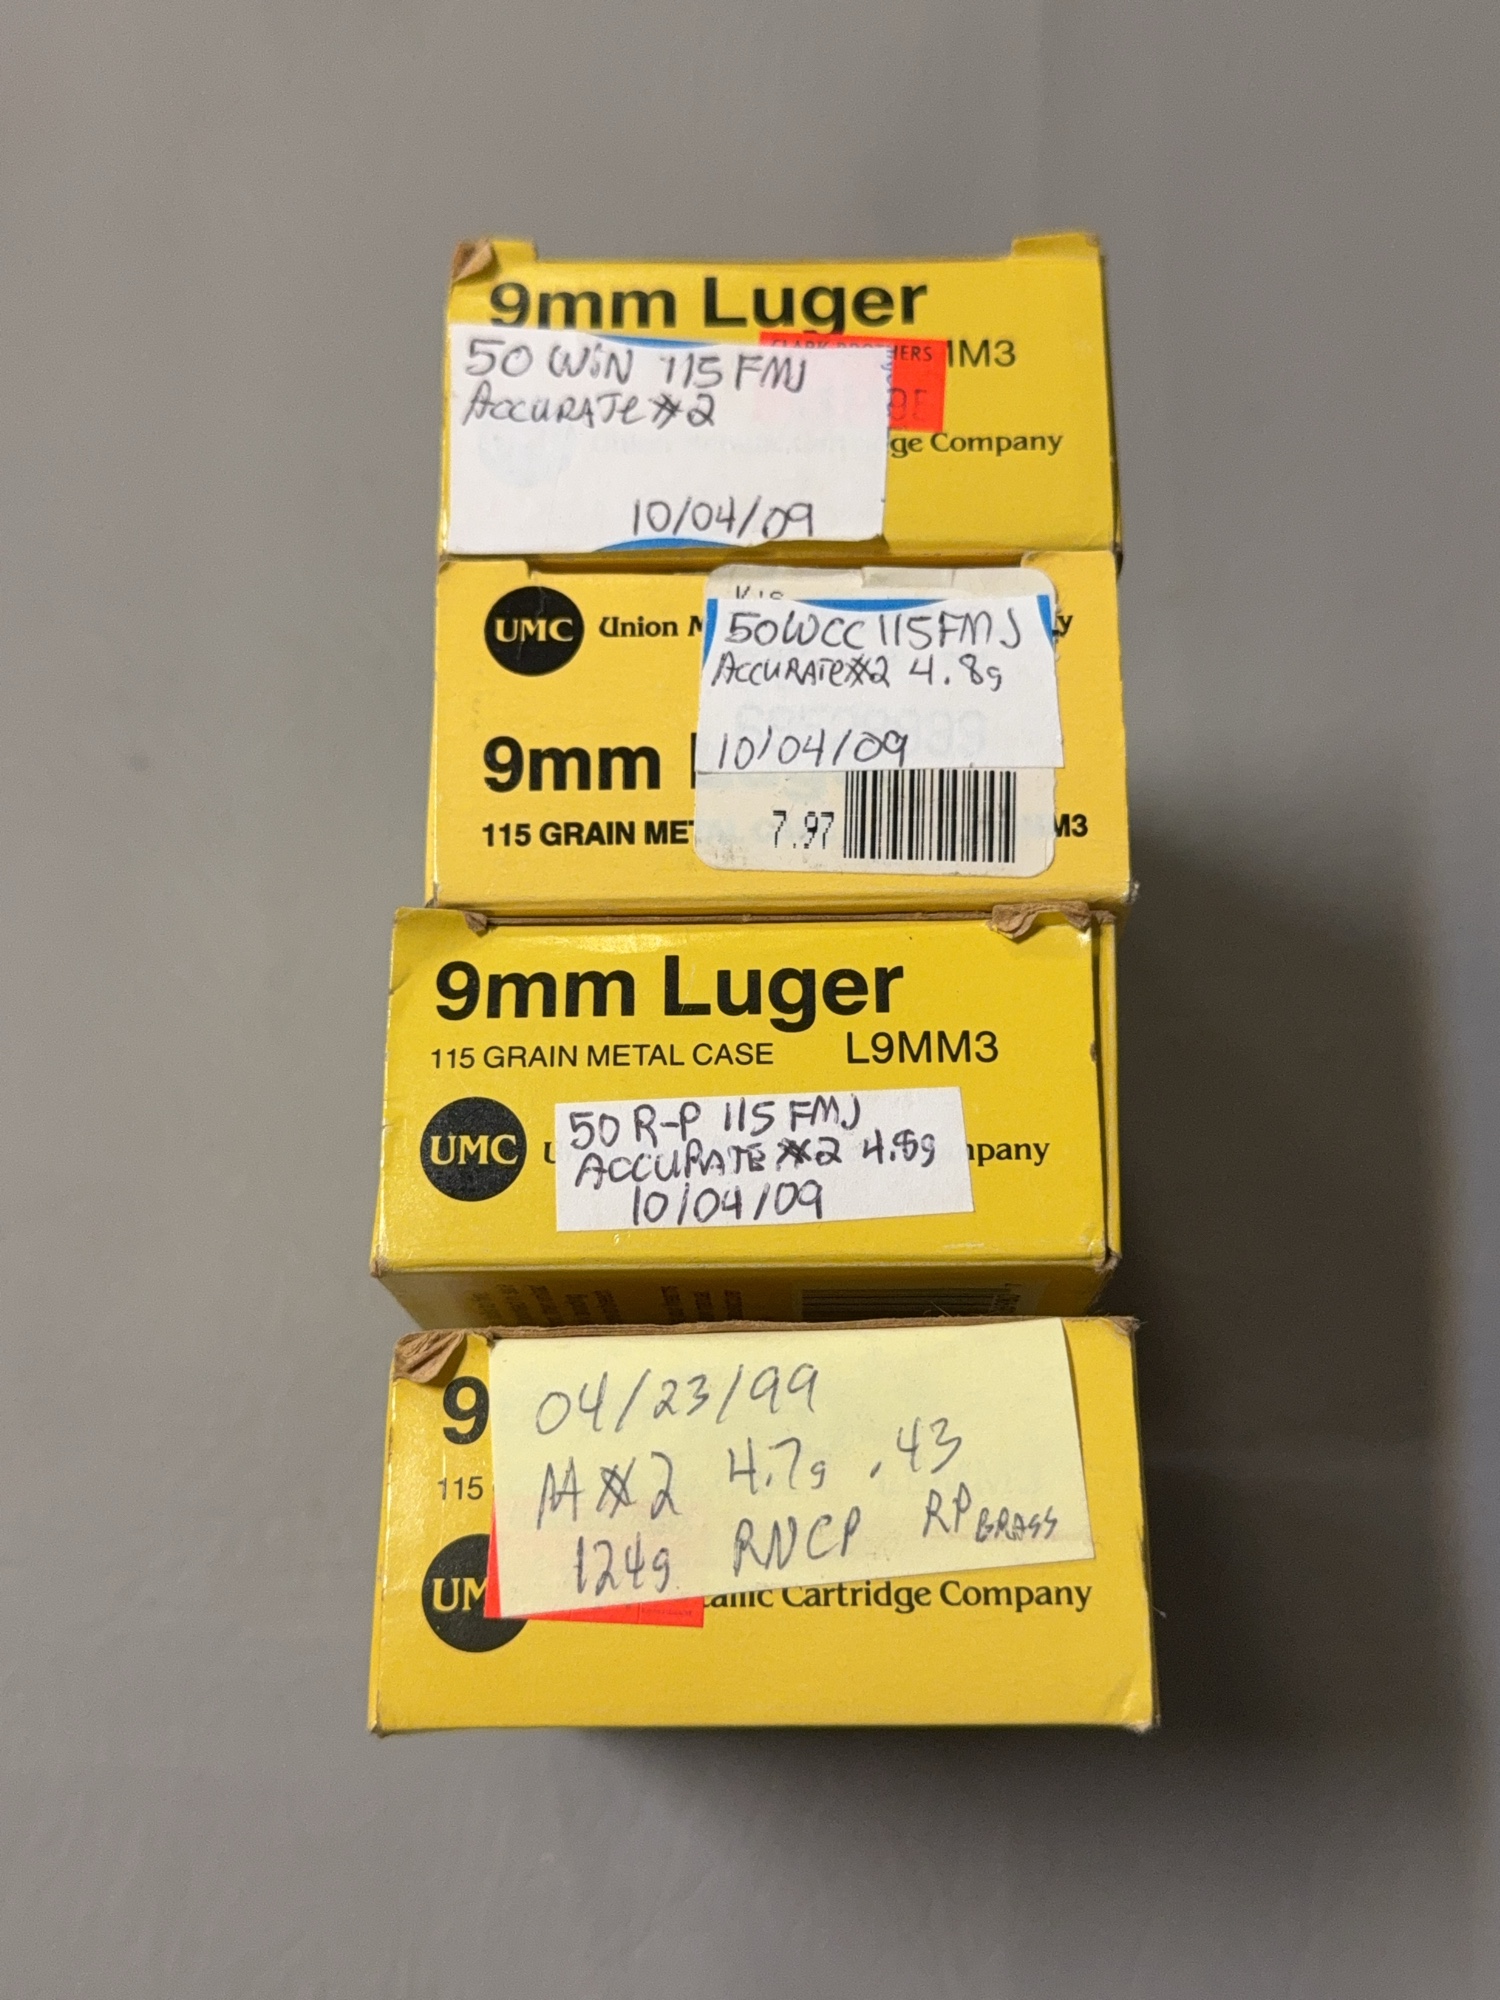 9mm Luger
50 WIN 115 FMJ
ACCURATE #2
10/04/09
MM3
ge Company
UMC Union M
50 WCC 115 FMJ
ACCURATE #2 4.8g
10/04/09
7.97
9mm
115 GRAIN MET
M3
9mm Luger
115 GRAIN METAL CASE L9MM3
UMC
50 R-P 115 FMJ
ACCURATE #2 4.8g
10/04/09
mpany
9
115
04/23/99
AA #2 4.7g .43
124g RNCP RP BRASS
UM
tallic Cartridge Company